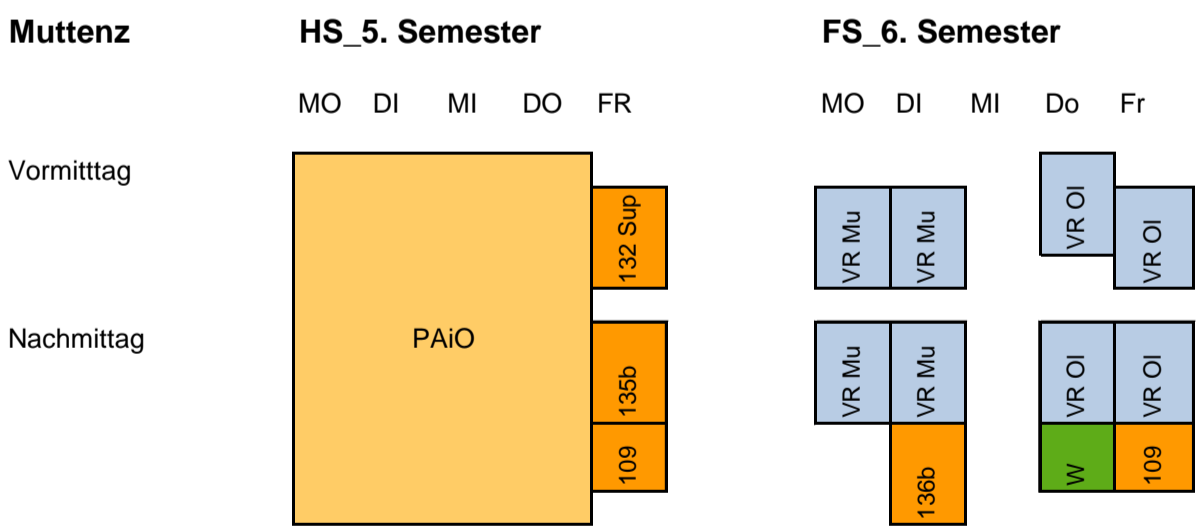 Muttenz HS_5. Semester FS_6. Semester
MO DI MI DO FR MO DI MI Do Fr
Vormitttag
132 Sup VR Mu VR Mu VR Ol VR Ol
Nachmittag
PAiO
135b VR Mu VR Mu VR Ol VR Ol
109 136b W 109